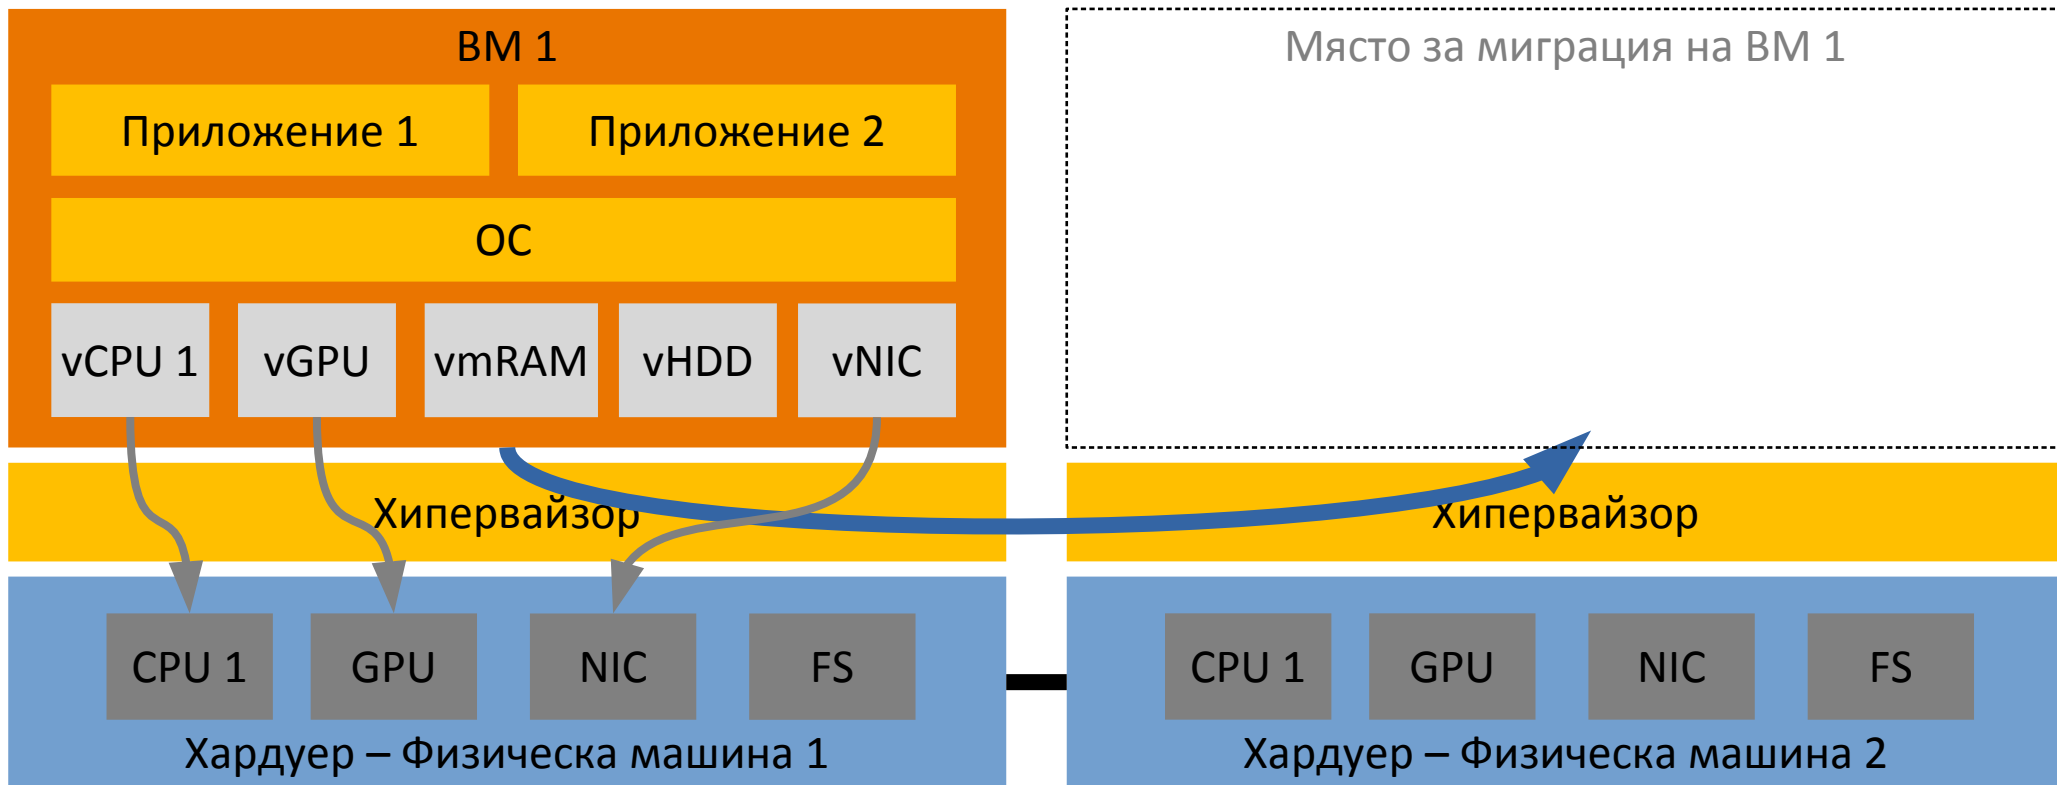 ВМ 1
Място за миграция на ВМ 1
Приложение 1
Приложение 2
ОС
vCPU 1
vGPU
vmRAM
vHDD
vNIC
Хипервайзор
Хипервайзор
CPU 1
GPU
NIC
FS
CPU 1
GPU
NIC
FS
Хардуер – Физическа машина 1
Хардуер – Физическа машина 2